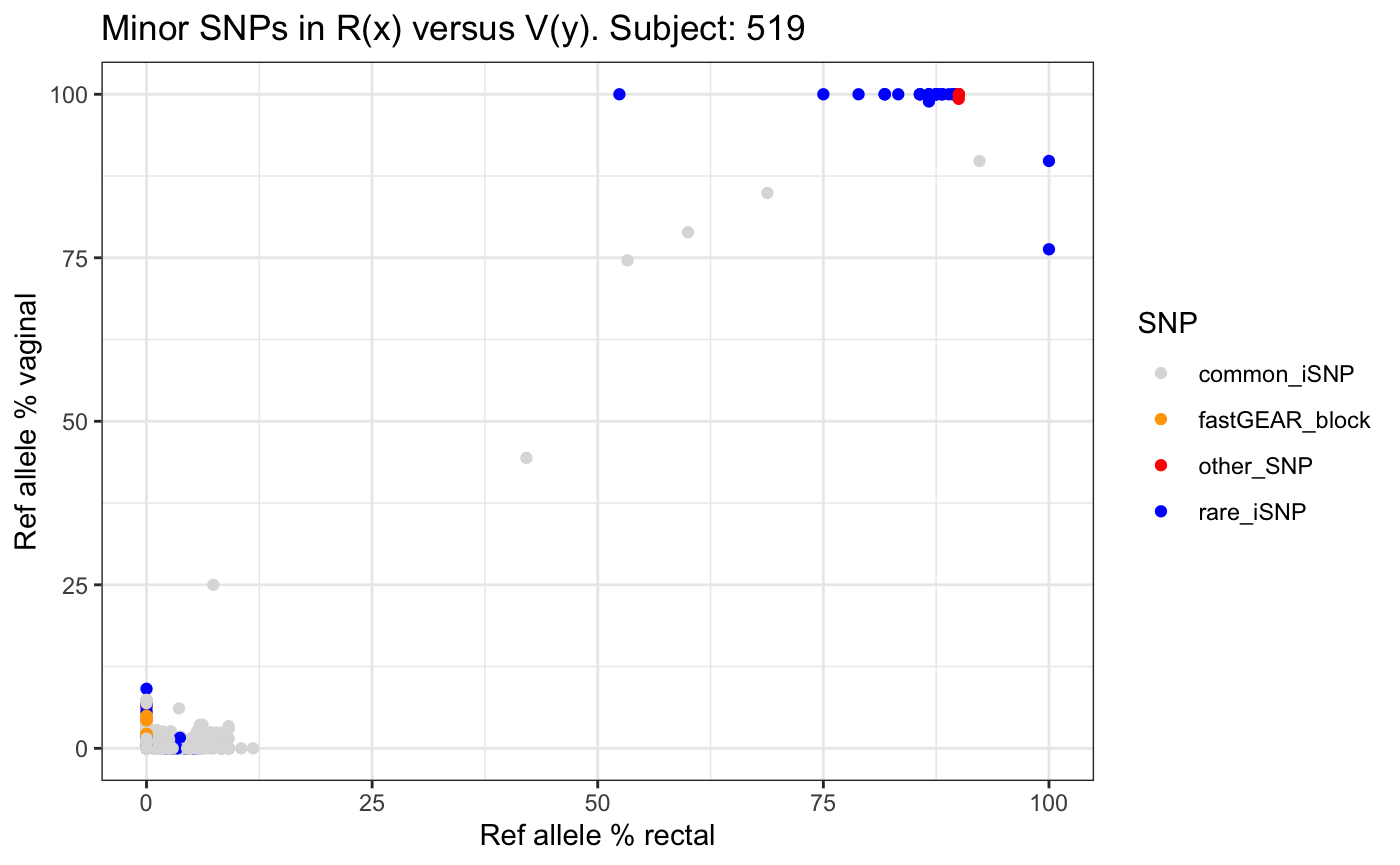 Minor SNPs in R(x) versus V(y). Subject: 519
100
75
50
25
0
Ref allele % vaginal
0 25 50 75 100
Ref allele % rectal
SNP
common_iSNP
fastGEAR_block
other_SNP
rare_iSNP